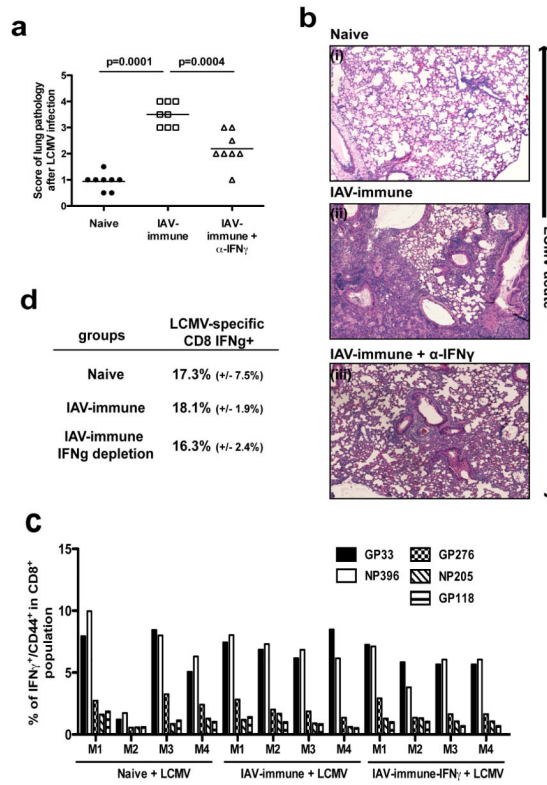 a
p=0.0001 p=0.0004
Score of lung pathology
after LCMV infection
5
4
3
2
1
0
Naive
IAV-
immune
IAV-
immune +
α-IFNγ
b
Naive
(i)
IAV-immune
(ii)
IAV-immune + α-IFNγ
(iii)
d
groups
LCMV-specific
CD8 IFNg+
Naive 17.3% (+/- 7.5%)
IAV-immune 18.1% (+/- 1.9%)
IAV-immune
IFNg depletion
16.3% (+/- 2.4%)
c
% of IFNγ+/CD44+ in CD8+
population
15
10
5
0
GP33
NP396
GP276
NP205
GP118
M1 M2 M3 M4 M1 M2 M3 M4 M1 M2 M3 M4
Naive + LCMV IAV-immune + LCMV IAV-immune-IFNγ + LCMV